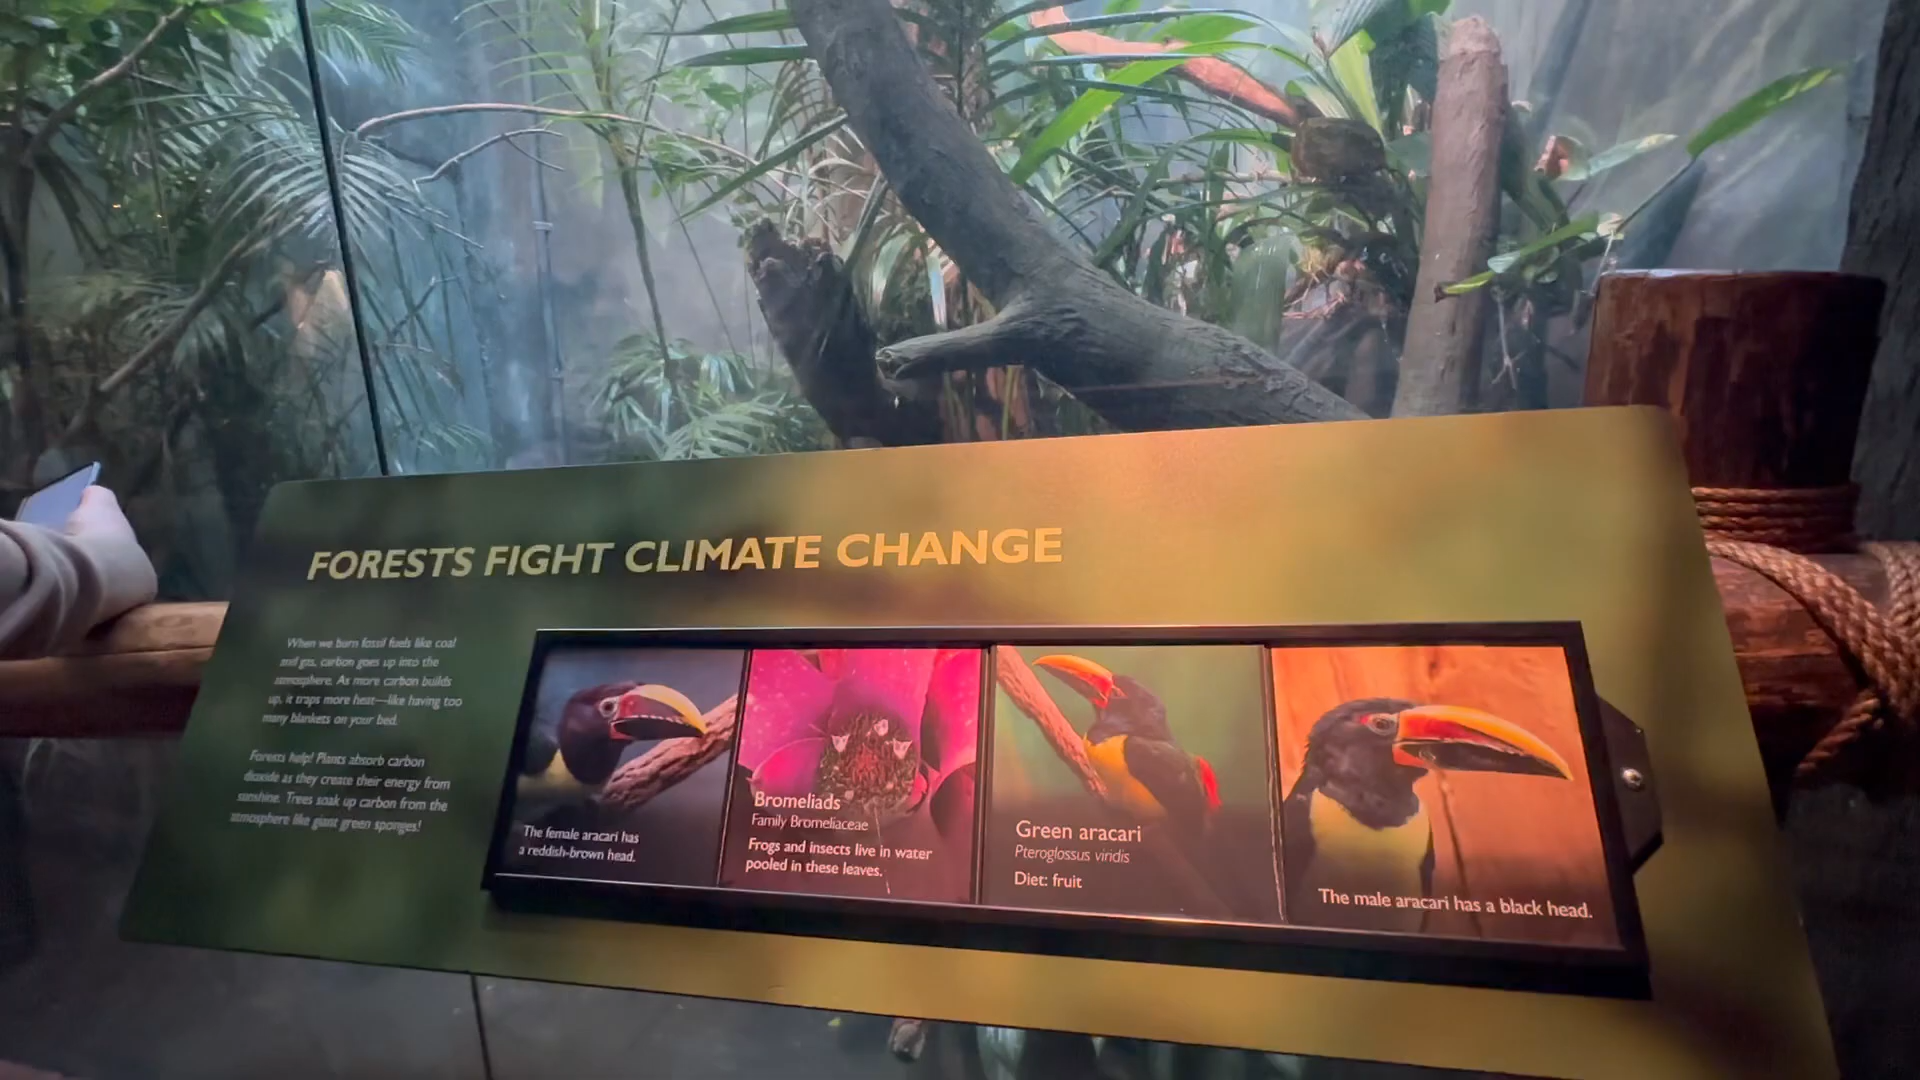 FORESTS FIGHT CLIMATE CHANGE
When we burn fossil fuels like coal
and gas, carbon goes up into the
atmosphere. As more carbon builds
up, it traps more heat—like having too
many blankets on your bed.
Forests help! Plants absorb carbon
dioxide as they create their energy from
sunshine. Trees soak up carbon from the
atmosphere like giant green sponges!
The female aracari has
a reddish-brown head.
Bromeliads
Family Bromeliaceae
Frogs and insects live in water
pooled in these leaves.
Green aracari
Pteroglossus viridis
Diet: fruit
The male aracari has a black head.